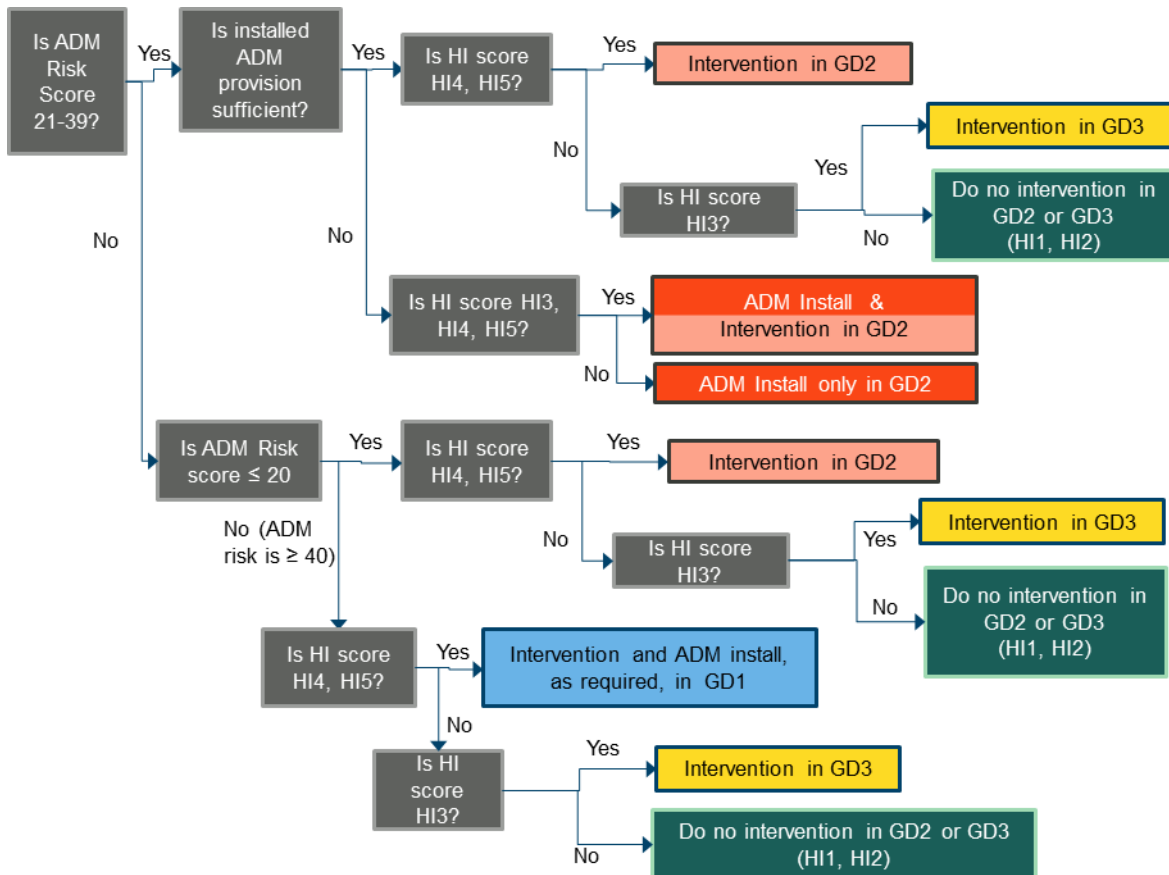 Is ADM
Risk
Score
21-39?
Yes
Is installed
ADM
provision
sufficient?
Yes
Is HI score
HI4, HI5?
Yes
Intervention in GD2
No
Is HI score
HI3?
Yes
Intervention in GD3
No
Do no intervention in
GD2 or GD3
(HI1, HI2)
No
No
Is HI score HI3,
HI4, HI5?
Yes
ADM Install &
Intervention in GD2
No
ADM Install only in GD2
Is ADM Risk
score ≤ 20
Yes
Is HI score
HI4, HI5?
Yes
Intervention in GD2
No
Is HI score
HI3?
Yes
Intervention in GD3
No
Do no intervention in
GD2 or GD3
(HI1, HI2)
No (ADM
risk is ≥ 40)
Is HI score
HI4, HI5?
Yes
Intervention and ADM install,
as required, in GD1
No
Is HI
score
HI3?
Yes
Intervention in GD3
No
Do no intervention in GD2 or GD3
(HI1, HI2)